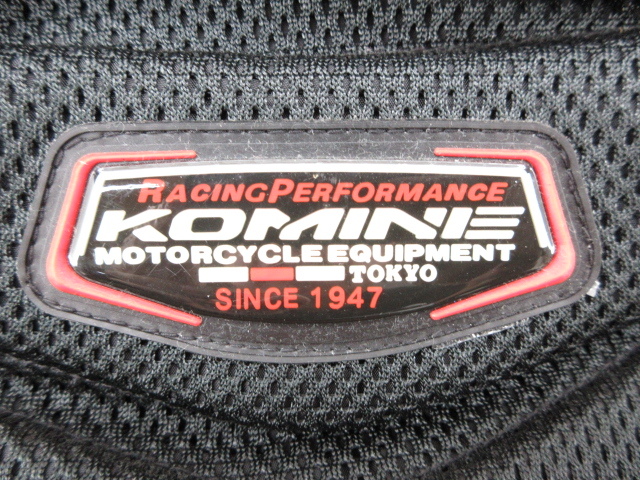 RACINGPERFORMANCE
KOMINE
MOTORCYCLE EQUIPMENT
TOKYO
SINCE 1947